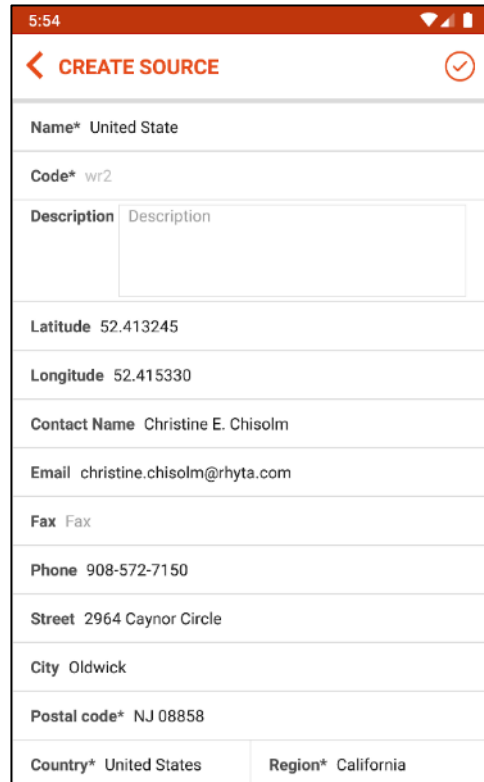 5:54
CREATE SOURCE
Name* United State
Code* wr2
Description Description
Latitude 52.413245
Longitude 52.415330
Contact Name Christine E. Chisolm
Email christine.chisolm@rhyta.com
Fax Fax
Phone 908-572-7150
Street 2964 Caynor Circle
City Oldwick
Postal code* NJ 08858
Country* United States Region* California